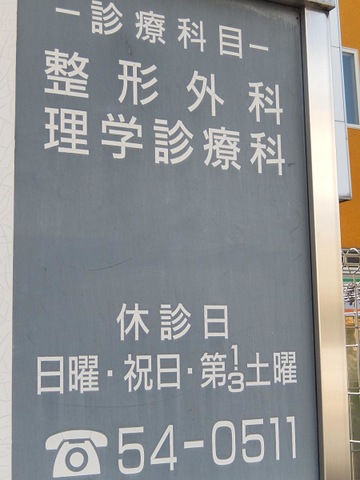 －診療科目－
整形外科
理学診療科
休診日
日曜・祝日・第1/3土曜
☎54-0511